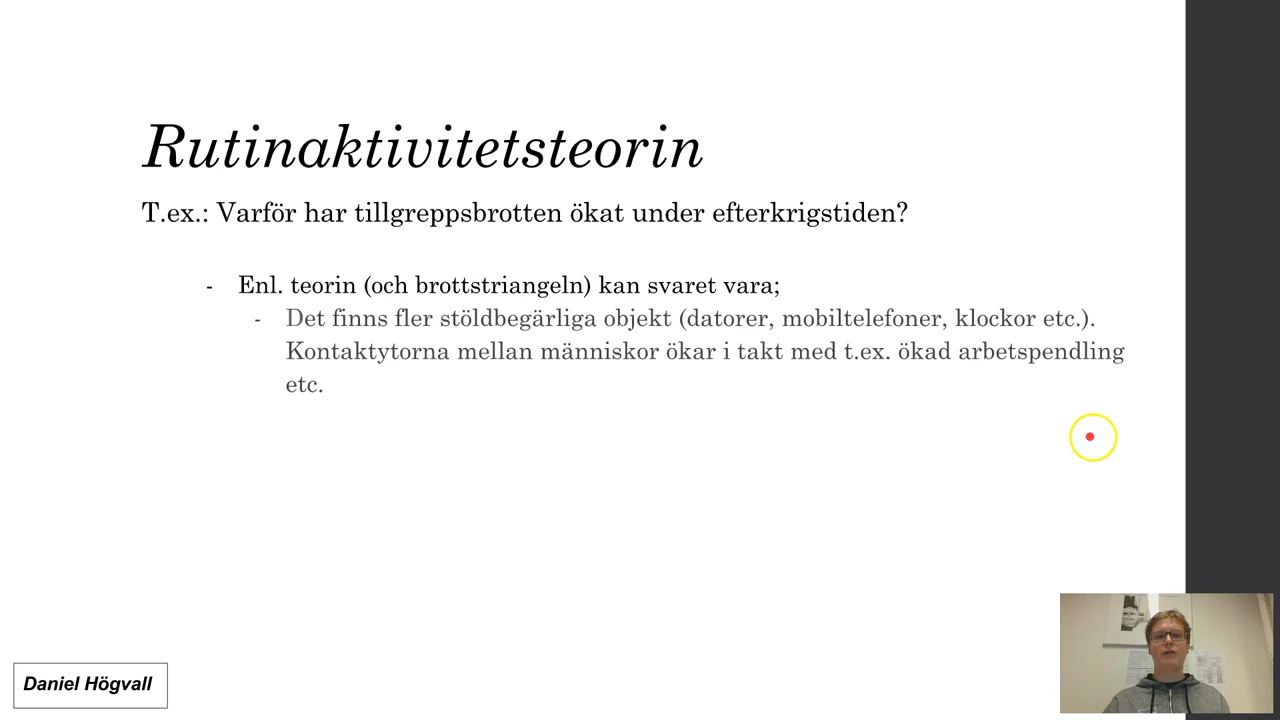 Rutinaktivitetsteorin
T.ex.: Varför har tillgreppsbrotten ökat under efterkrigstiden?
- Enl. teorin (och brottstriangeln) kan svaret vara;
- Det finns fler stöldbegärliga objekt (datorer, mobiltelefoner, klockor etc.).
Kontaktytorna mellan människor ökar i takt med t.ex. ökad arbetspendling
etc.
Daniel Högvall